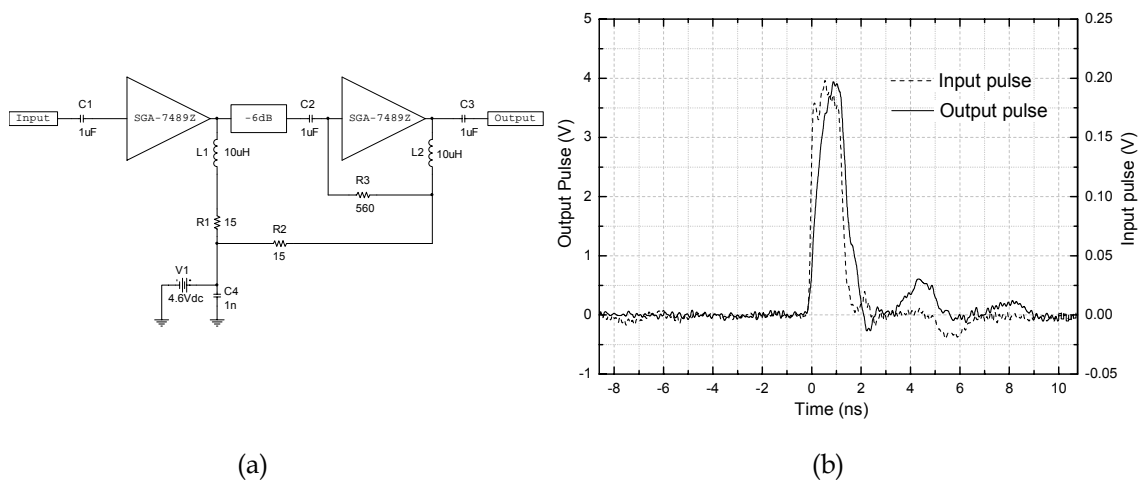 Input
C1
1uF
SGA-7489Z
-6dB
C2
1uF
SGA-7489Z
C3
1uF
Output
L1
10uH
L2
10uH
R3
560
R1
15
R2
15
V1
4.6Vdc
C4
1n
(a)
Output Pulse (V)
5
4
3
2
1
0
-1
Input pulse
Output pulse
0.25
0.20
0.15
0.10
0.05
0.00
-0.05
Input pulse (V)
-8 -6 -4 -2 0 2 4 6 8 10
Time (ns)
(b)